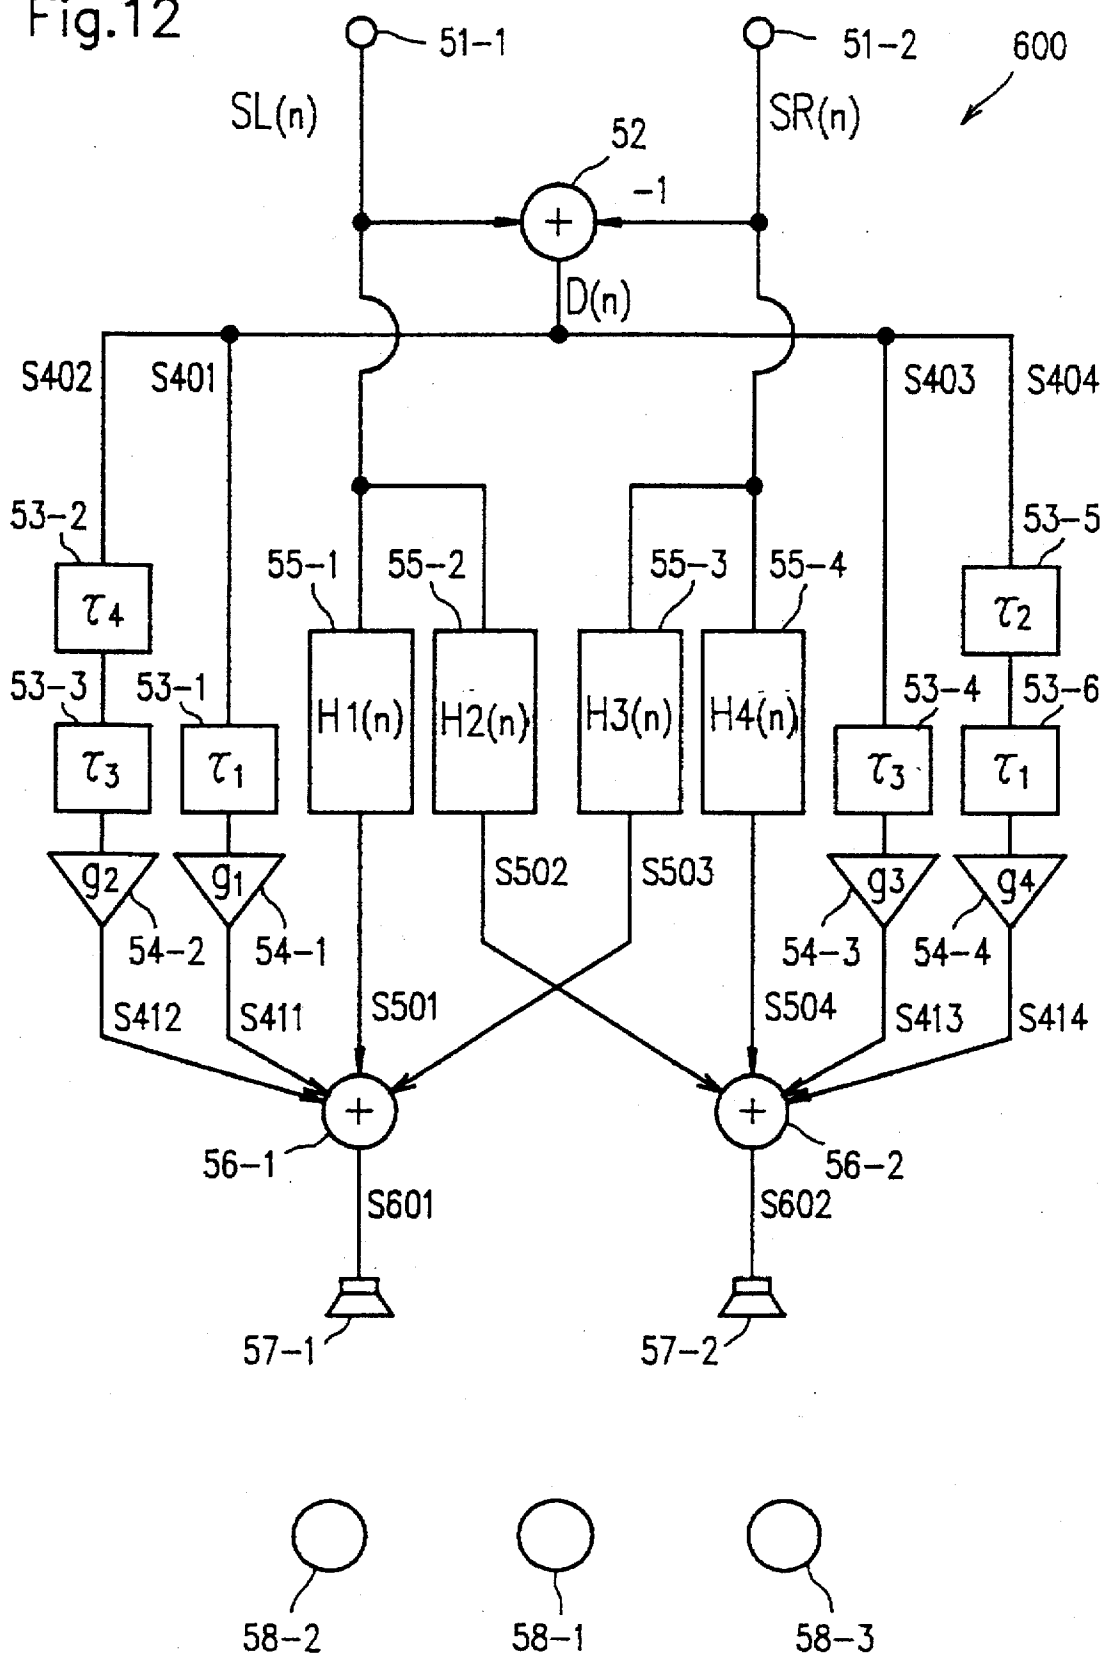 Fig.12
51-1
51-2
600
SL(n)
SR(n)
52
-1
+
D(n)
S402
S401
S403
S404
53-2
53-5
55-1
55-2
55-3
55-4
τ4
τ2
53-3
53-1
53-4
53-6
H1(n)
H2(n)
H3(n)
H4(n)
τ3
τ1
τ3
τ1
g2
g1
S502
S503
g3
g4
54-2
54-1
54-3
54-4
S412
S411
S501
S504
S413
S414
+
+
56-1
56-2
S601
S602
57-1
57-2
58-2
58-1
58-3